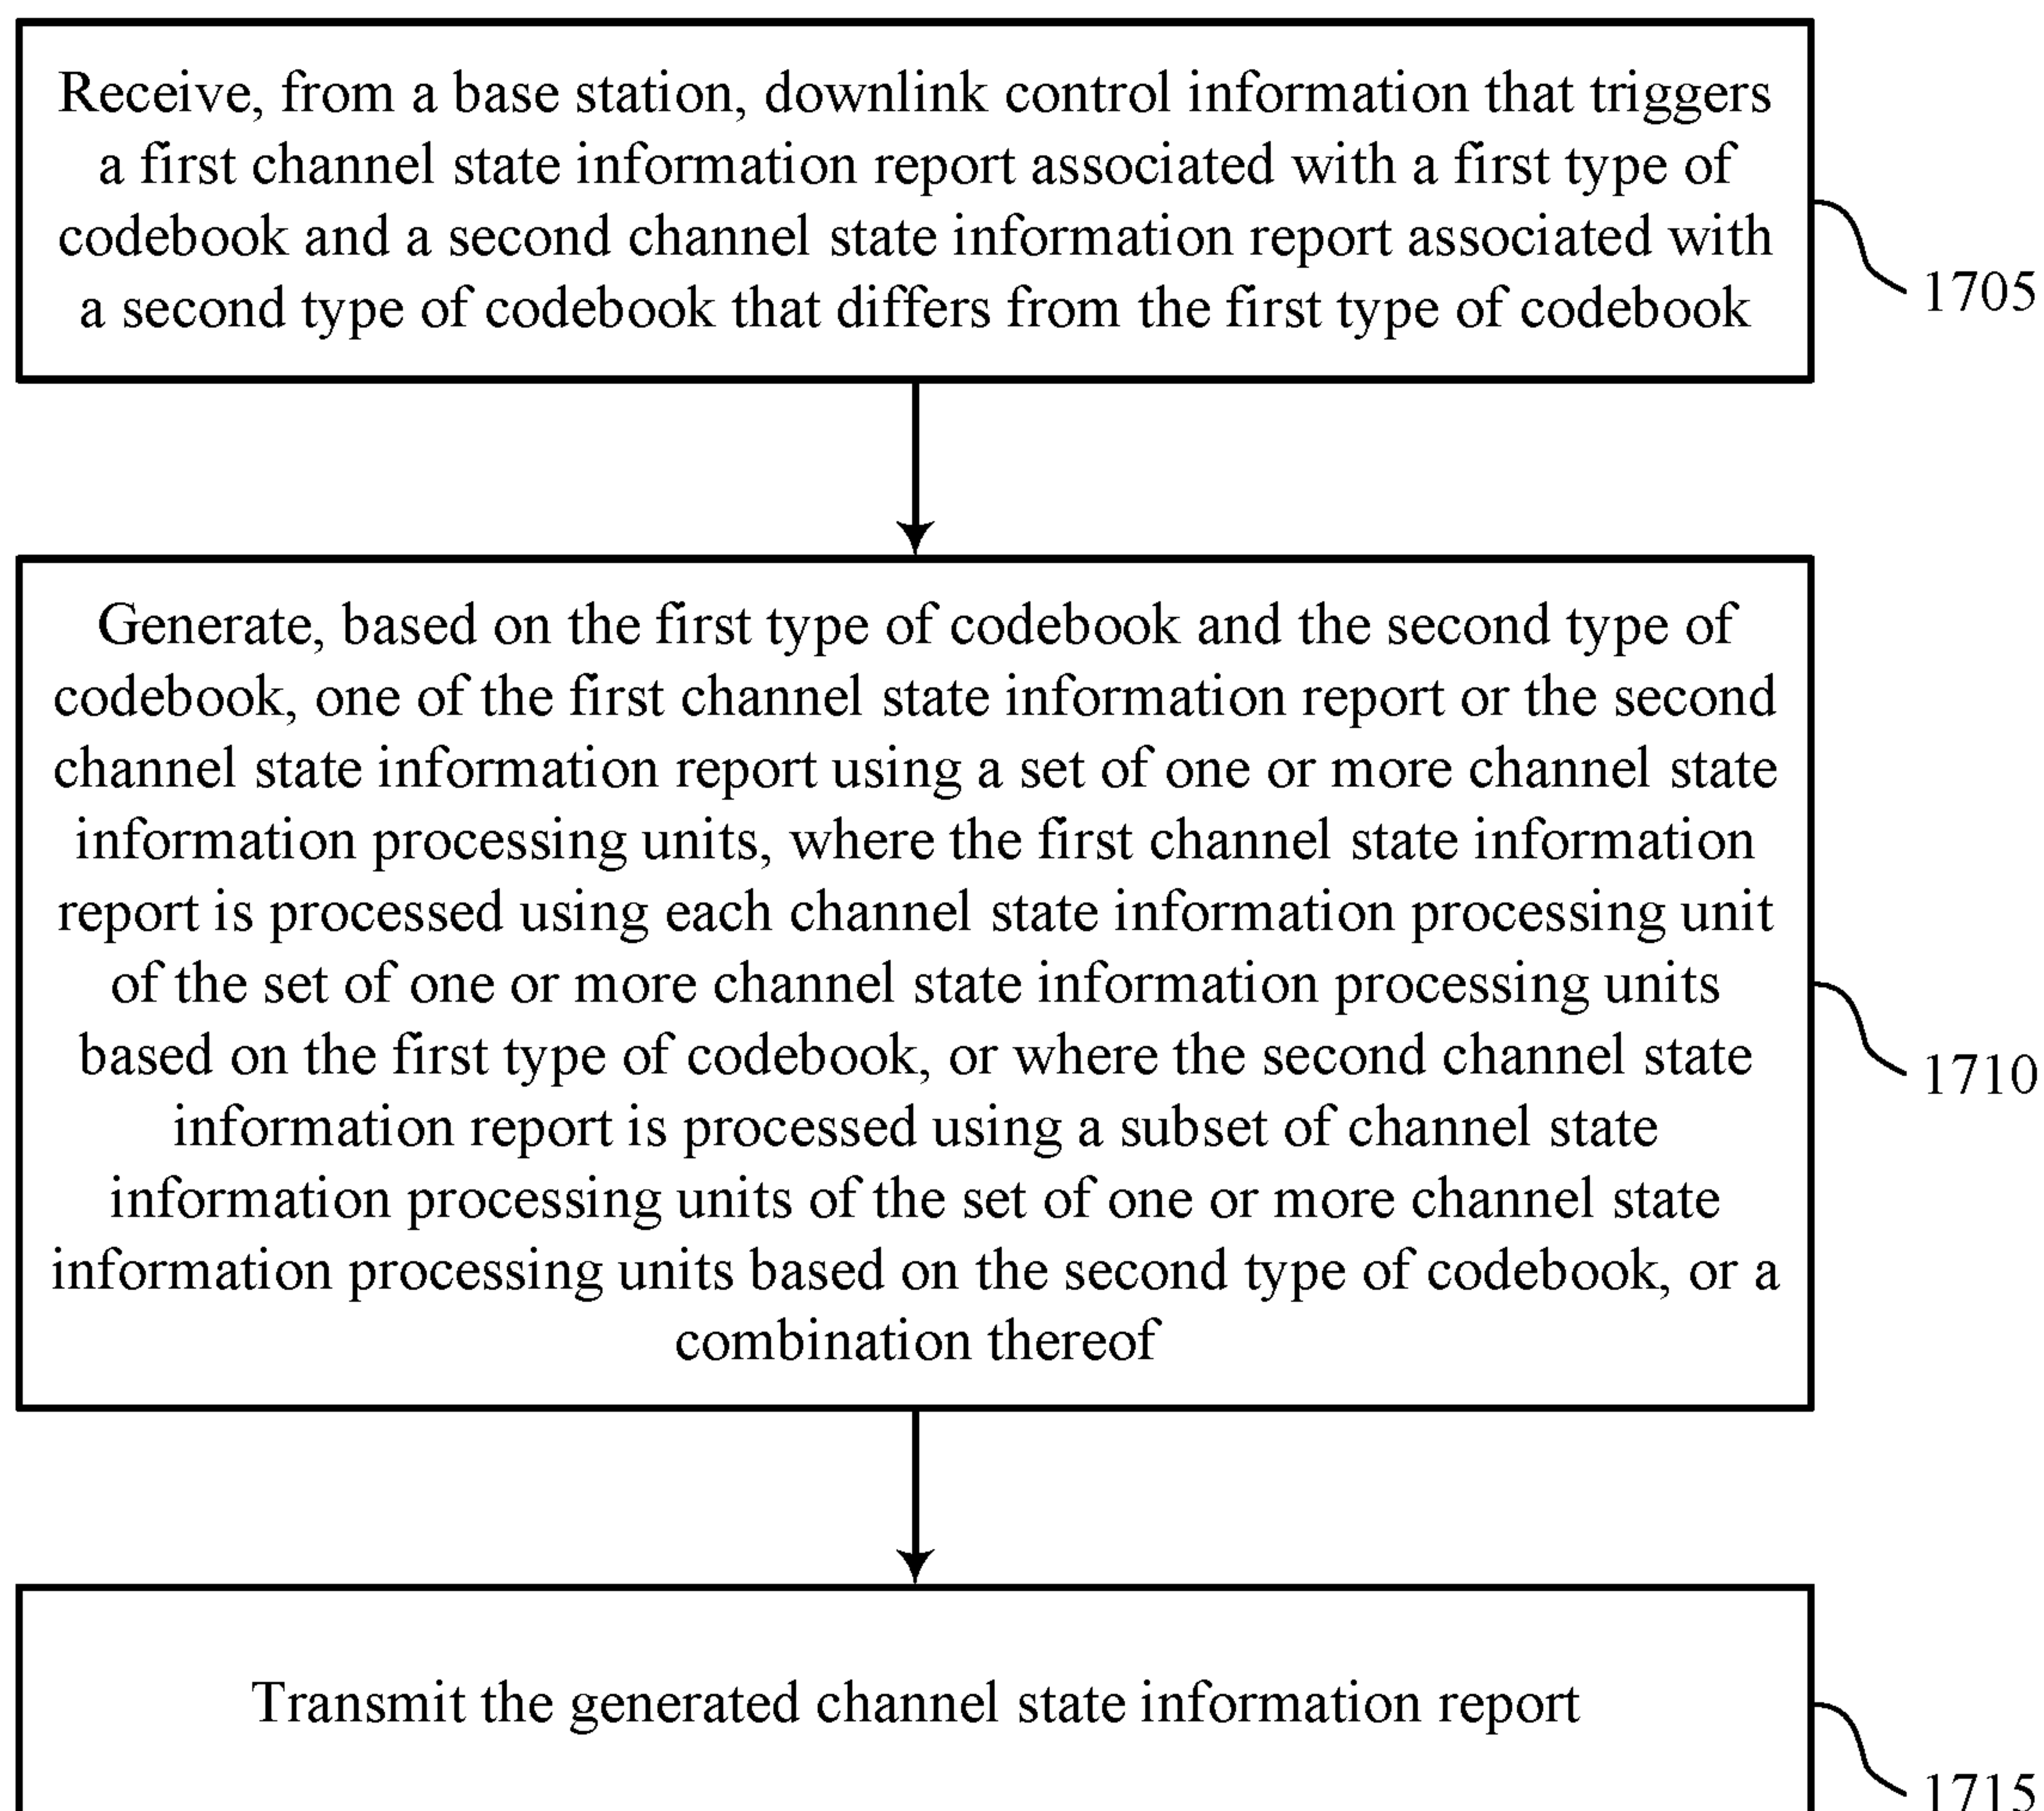 Receive, from a base station, downlink control information that triggers
a first channel state information report associated with a first type of
codebook and a second channel state information report associated with
a second type of codebook that differs from the first type of codebook
1705
Generate, based on the first type of codebook and the second type of
codebook, one of the first channel state information report or the second
channel state information report using a set of one or more channel state
information processing units, where the first channel state information
report is processed using each channel state information processing unit
of the set of one or more channel state information processing units
based on the first type of codebook, or where the second channel state
information report is processed using a subset of channel state
information processing units of the set of one or more channel state
information processing units based on the second type of codebook, or a
combination thereof
1710
Transmit the generated channel state information report
1715